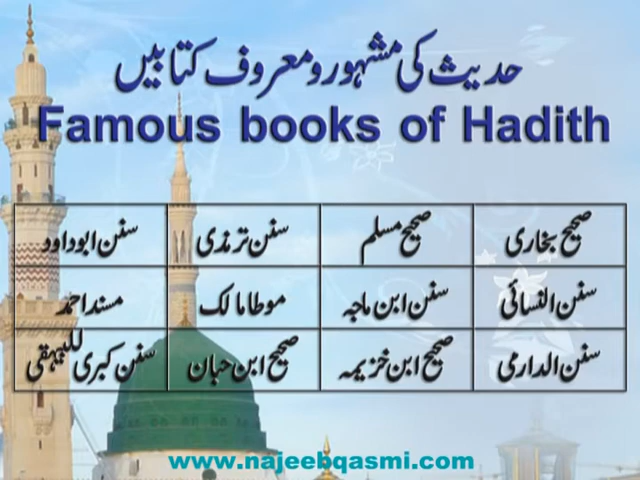 حدیث کی مشہور و معروف کتابیں
Famous books of Hadith
صحیح بخاری صحیح مسلم سنن ترمذی سنن ابوداود
سنن النسائی سنن ابن ماجہ موطا مالک مسند احمد
سنن الدارمی صحیح ابن خزیمہ صحیح ابن حبان سنن کبری للبیہقی
www.najeebqasmi.com